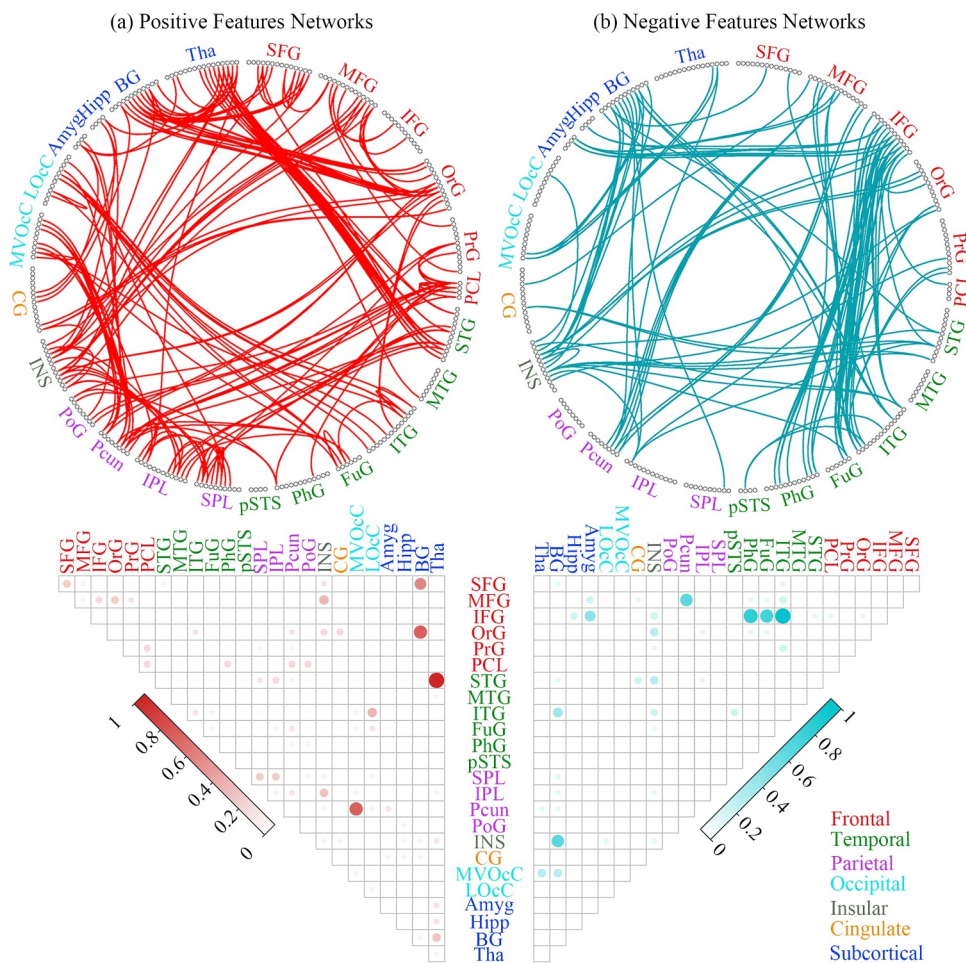 (a) Positive Features Networks
(b) Negative Features Networks
Tha
SFG
MFG
IFG
OrG
PrG
PCL
STG
MTG
ITG
FuG
PhG
pSTS
SPL
IPL
Pcun
PoG
INS
CG
MVOcC
LOcC
Amyg
Hipp
BG
Tha
SFG
MFG
IFG
OrG
PrG
PCL
STG
MTG
ITG
FuG
PhG
pSTS
SPL
IPL
Pcun
PoG
INS
CG
MVOcC
LOcC
Amyg
Hipp
BG
SFG
MFG
IFG
OrG
PrG
PCL
STG
MTG
ITG
FuG
PhG
pSTS
SPL
IPL
Pcun
PoG
INS
CG
MVOcC
LOcC
Amyg
Hipp
BG
Tha
Tha
BG
Hipp
Amyg
LOcC
MVOcC
CG
INS
PoG
Pcun
IPL
SPL
pSTS
PhG
FuG
ITG
MTG
STG
PCL
PrG
OrG
IFG
MFG
SFG
SFG
MFG
IFG
OrG
PrG
PCL
STG
MTG
ITG
FuG
PhG
pSTS
SPL
IPL
Pcun
PoG
INS
CG
MVOcC
LOcC
Amyg
Hipp
BG
Tha
1
0.8
0.6
0.4
0.2
0
1
0.8
0.6
0.4
0.2
0
Frontal
Temporal
Parietal
Occipital
Insular
Cingulate
Subcortical